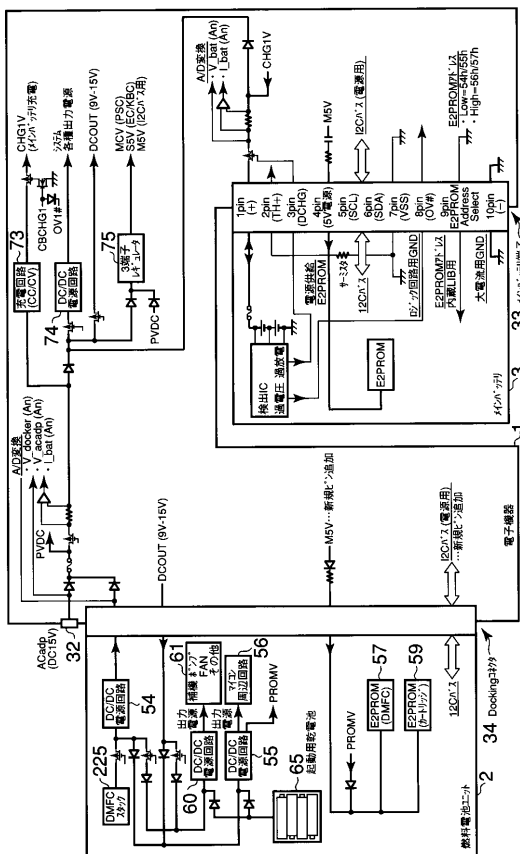 ACadp
(DC15V)
32
A/D変換
: V_docker (An)
: V_acadp (An)
: I_bat (An)
PVDC
充電回路
(CC/CV)
73
CBCHG1
OV1#
CHG1V
(メインバッテリ充電)
DC/DC
電源回路
74
システム
各種出力電源
DCOUT (9V-15V)
3端子
レギュレータ
75
PVDC
MCV (PSC)
S5V (EC/KBC)
M5V (I2Cバス用)
DMFC
スタック
225
DC/DC
電源回路
54
DCOUT (9V-15V)
DC/DC
電源回路
60
出力
電源
補機ポンプ
FAN
その他
61
DC/DC
電源回路
55
出力
電源
マイコン
周辺回路
56
PROMV
65
起動用乾電池
M5V…新規ピン追加
PROMV
E2PROM
(DMFC)
57
E2PROM
(カートリッジ)
59
I2Cバス
I2Cバス (電源用)
…新規ピン追加
燃料電池ユニット
2
34 Dockingコネクタ
電子機器
1
A/D変換
: V_bat (An)
: I_bat (An)
CHG1V
M5V
I2Cバス (電源用)
E2PROMアドレス
: Low=54h/55h
・High=56h/57h
1pin
(+)
2pin
(TH+)
3pin
(DCHG)
4pin
(5V電源)
5pin
(SCL)
6pin
(SDA)
7pin
(VSS)
8pin
(OV#)
9pin
E2PROM
Address
Select
10pin
(−)
検出IC
過電圧 過放電
電源供給
E2PROM
サーミスタ
I2Cバス
ロジック回路用GND
E2PROMアドレス
内蔵LIB用
大電流用GND
E2PROM
メインバッテリ
3
33